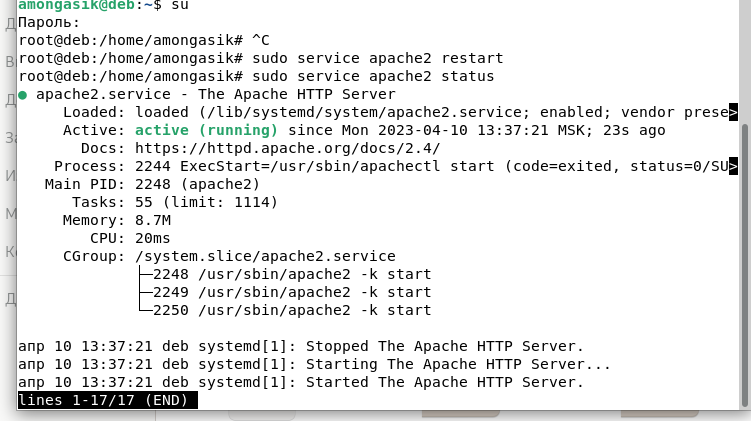 amongasik@deb:~$ su
Пароль:
root@deb:/home/amongasik# ^C
root@deb:/home/amongasik# sudo service apache2 restart
root@deb:/home/amongasik# sudo service apache2 status
● apache2.service - The Apache HTTP Server
Loaded: loaded (/lib/systemd/system/apache2.service; enabled; vendor prese>
Active: active (running) since Mon 2023-04-10 13:37:21 MSK; 23s ago
Docs: https://httpd.apache.org/docs/2.4/
Process: 2244 ExecStart=/usr/sbin/apachectl start (code=exited, status=0/SU>
Main PID: 2248 (apache2)
Tasks: 55 (limit: 1114)
Memory: 8.7M
CPU: 20ms
CGroup: /system.slice/apache2.service
├─2248 /usr/sbin/apache2 -k start
├─2249 /usr/sbin/apache2 -k start
└─2250 /usr/sbin/apache2 -k start
апр 10 13:37:21 deb systemd[1]: Stopped The Apache HTTP Server.
апр 10 13:37:21 deb systemd[1]: Starting The Apache HTTP Server...
апр 10 13:37:21 deb systemd[1]: Started The Apache HTTP Server.
lines 1-17/17 (END)